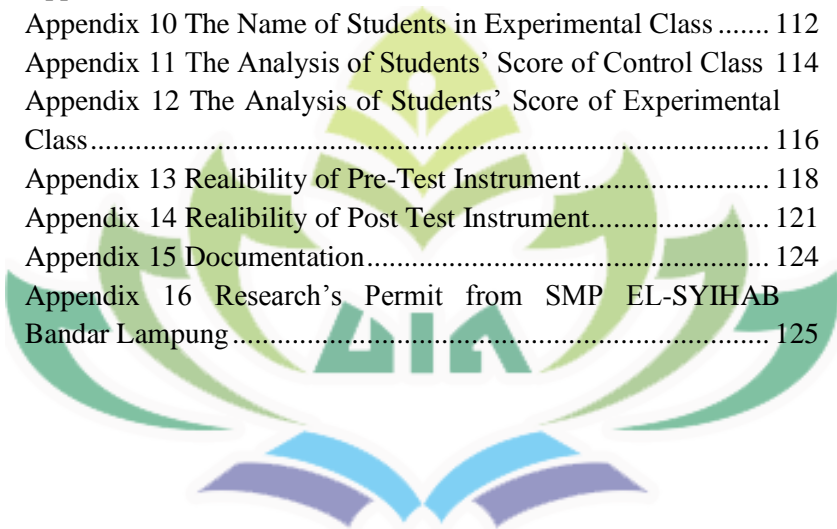 Appendix 10 The Name of Students in Experimental Class ....... 112
Appendix 11 The Analysis of Students’ Score of Control Class 114
Appendix 12 The Analysis of Students’ Score of Experimental
Class ................................................................................ 116
Appendix 13 Realibility of Pre-Test Instrument ....................... 118
Appendix 14 Realibility of Post Test Instrument ...................... 121
Appendix 15 Documentation ..................................................... 124
Appendix 16 Research’s Permit from SMP EL-SYIHAB
Bandar Lampung ....................................................................... 125